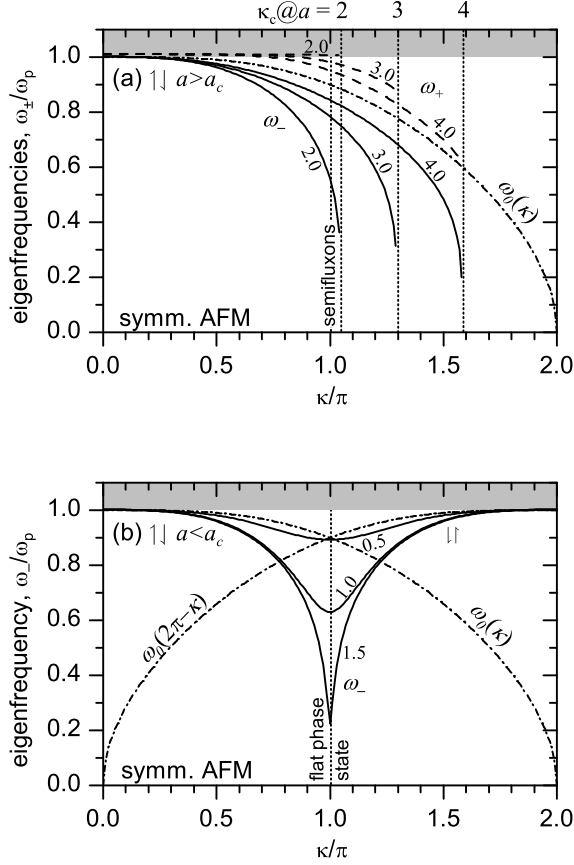 κc@a = 2 3 4
1.0
0.8
0.6
0.4
0.2
0.0
eigenfrequencies, ω±/ωp
(a) ↿⇂ a>ac
2.0
3.0
ω+
4.0
ω−
2.0
3.0
4.0
ω0(κ)
semifluxons
symm. AFM
0.0 0.5 1.0 1.5 2.0
κ/π
1.0
0.8
0.6
0.4
0.2
0.0
eigenfrequency, ω−/ωp
(b) ↿⇂ a<ac
⇃↾
0.5
1.0
1.5
ω0(2π−κ)
ω0(κ)
ω−
flat phase
state
symm. AFM
0.0 0.5 1.0 1.5 2.0
κ/π